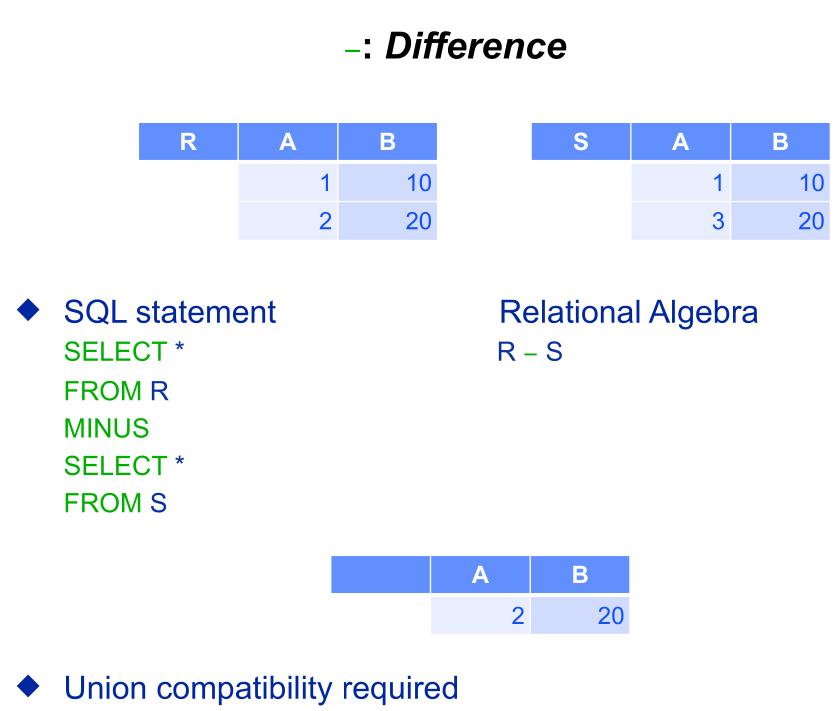 –: Difference
R A B
1 10
2 20
S A B
1 10
3 20
SQL statement
SELECT *
FROM R
MINUS
SELECT *
FROM S
Relational Algebra
R – S
A B
2 20
Union compatibility required